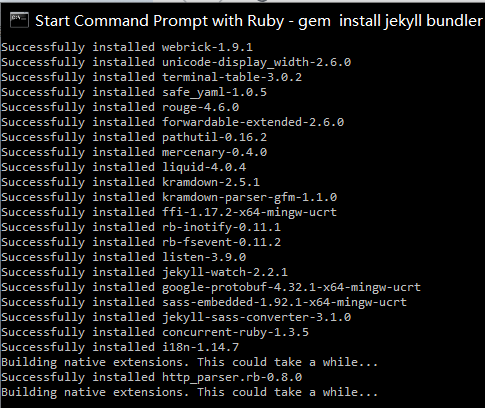 Start Command Prompt with Ruby - gem  install jekyll bundler
Successfully installed webrick-1.9.1
Successfully installed unicode-display_width-2.6.0
Successfully installed terminal-table-3.0.2
Successfully installed safe_yaml-1.0.5
Successfully installed rouge-4.6.0
Successfully installed forwardable-extended-2.6.0
Successfully installed pathutil-0.16.2
Successfully installed mercenary-0.4.0
Successfully installed liquid-4.0.4
Successfully installed kramdown-2.5.1
Successfully installed kramdown-parser-gfm-1.1.0
Successfully installed ffi-1.17.2-x64-mingw-ucrt
Successfully installed rb-inotify-0.11.1
Successfully installed rb-fsevent-0.11.2
Successfully installed listen-3.9.0
Successfully installed jekyll-watch-2.2.1
Successfully installed google-protobuf-4.32.1-x64-mingw-ucrt
Successfully installed sass-embedded-1.92.1-x64-mingw-ucrt
Successfully installed jekyll-sass-converter-3.1.0
Successfully installed concurrent-ruby-1.3.5
Successfully installed i18n-1.14.7
Building native extensions. This could take a while...
Successfully installed http_parser.rb-0.8.0
Building native extensions. This could take a while...